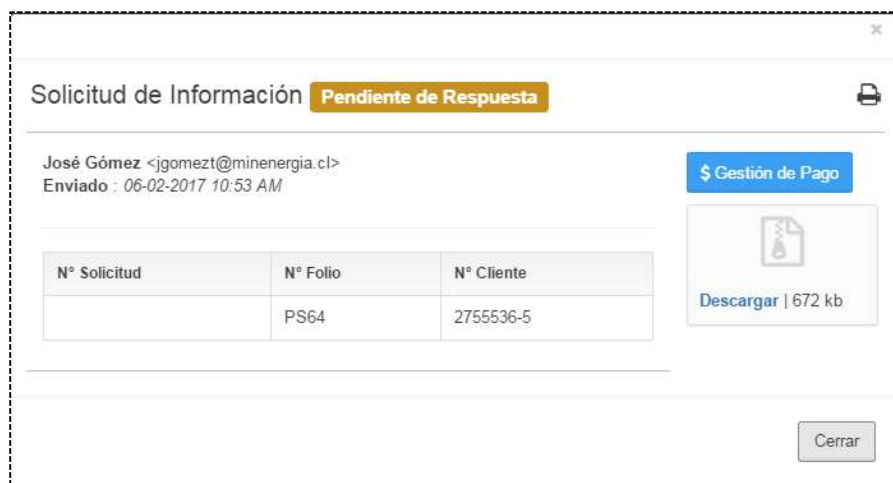 ×
Solicitud de Información Pendiente de Respuesta
José Gómez <jgomezt@minenergia.cl>
Enviado : 06-02-2017 10:53 AM
$ Gestión de Pago
N° Solicitud N° Folio N° Cliente
PS64 2755536-5
Descargar | 672 kb
Cerrar